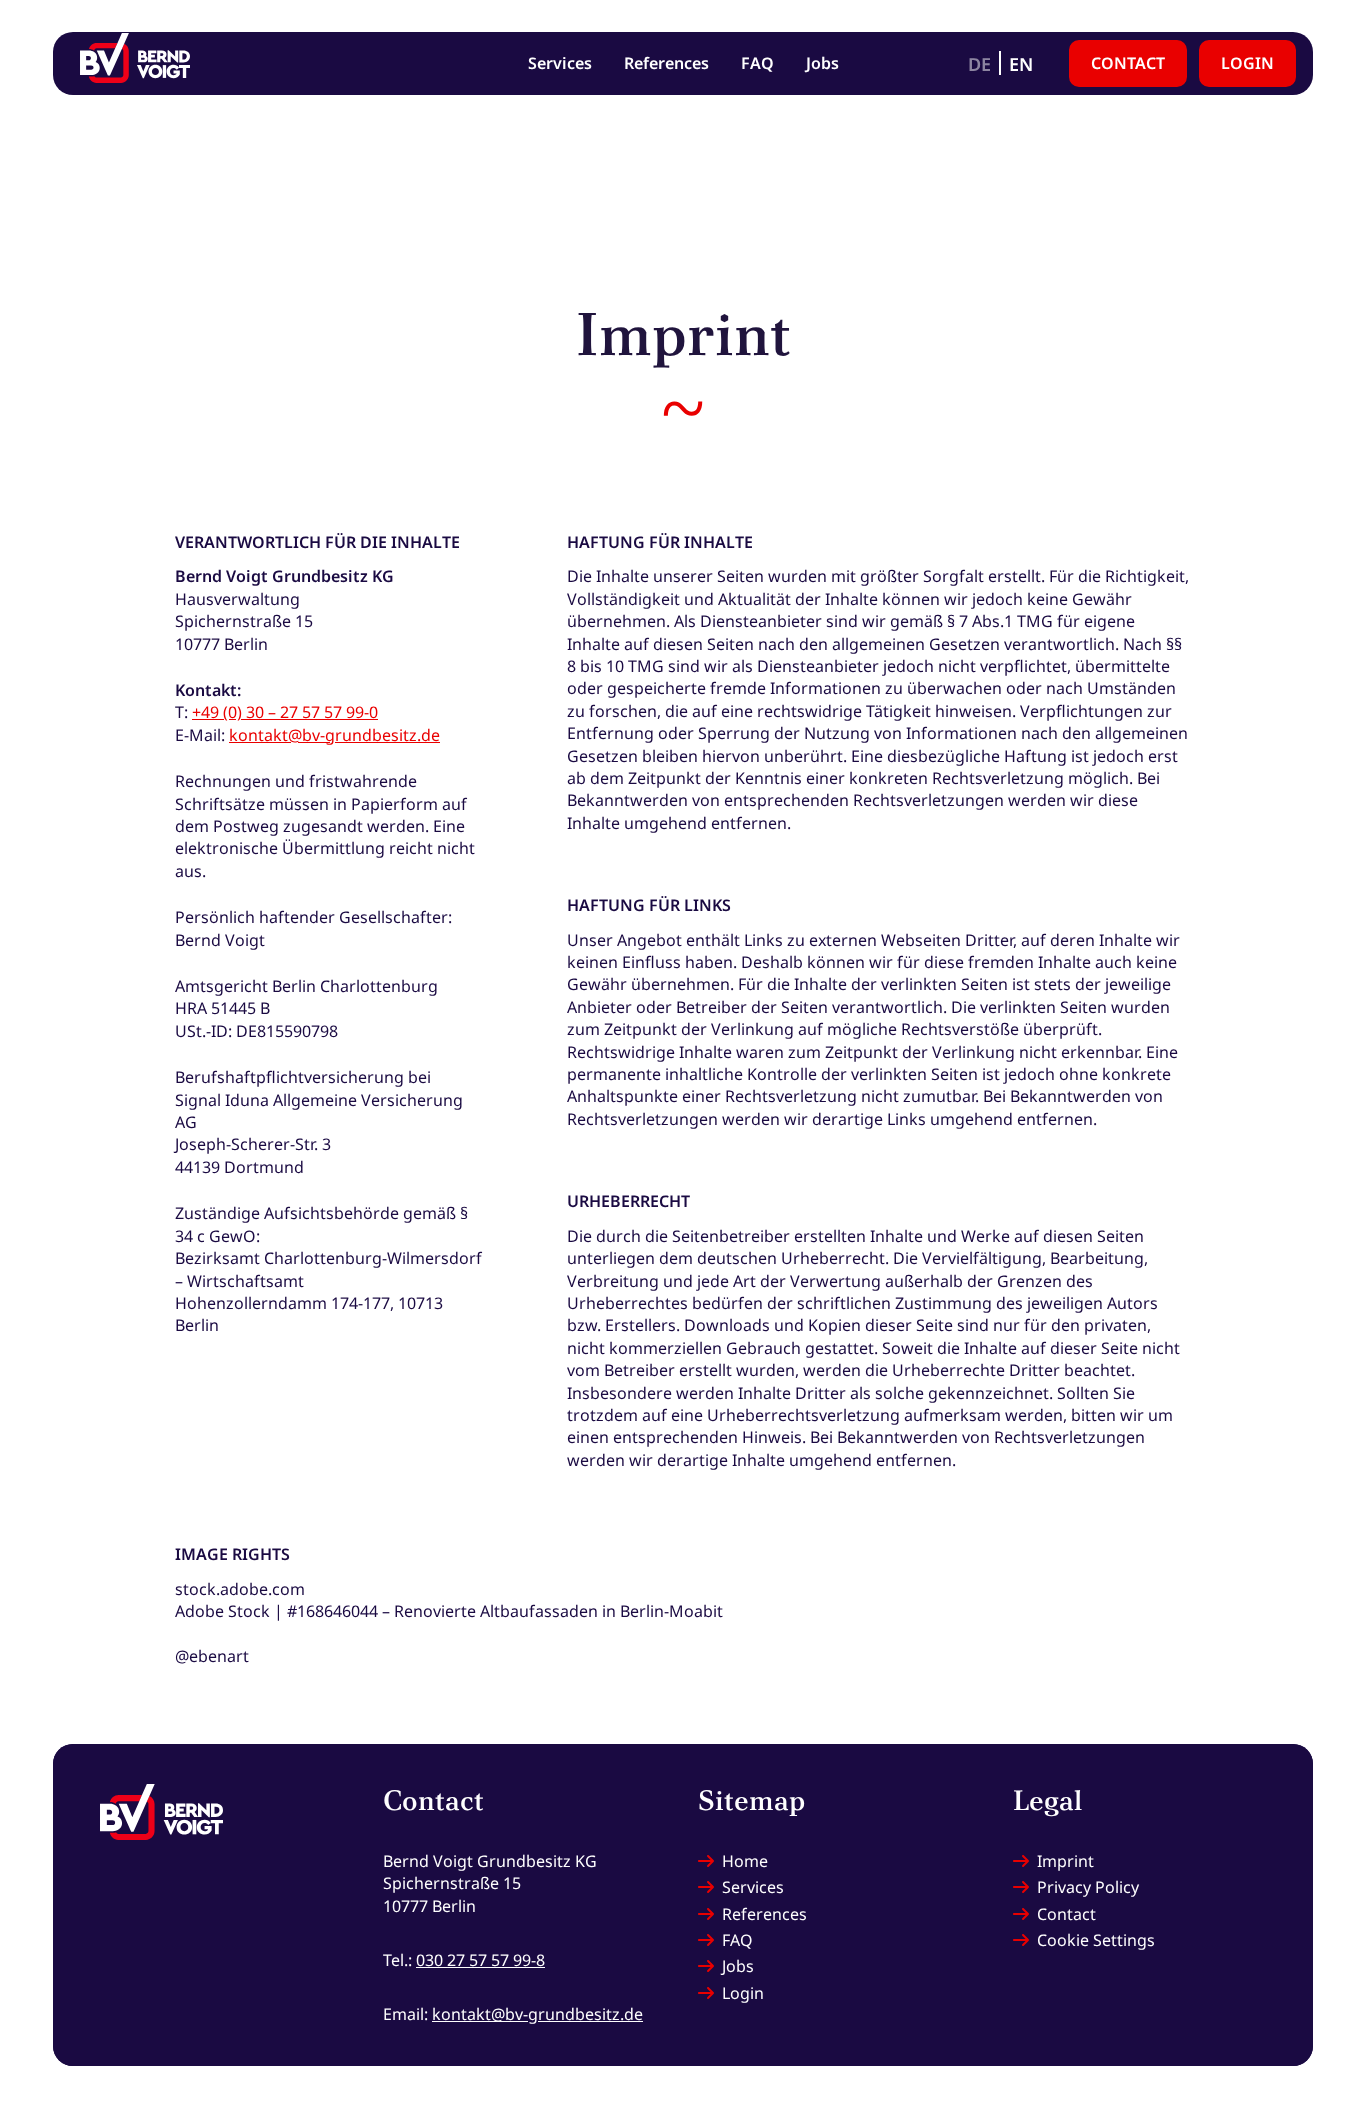 BV BERND VOIGT
Services References FAQ Jobs DE EN CONTACT LOGIN
Imprint
~
VERANTWORTLICH FÜR DIE INHALTE
Bernd Voigt Grundbesitz KG
Hausverwaltung
Spichernstraße 15
10777 Berlin
Kontakt:
T: +49 (0) 30 – 27 57 57 99-0
E-Mail: kontakt@bv-grundbesitz.de
Rechnungen und fristwahrende
Schriftsätze müssen in Papierform auf
dem Postweg zugesandt werden. Eine
elektronische Übermittlung reicht nicht
aus.
Persönlich haftender Gesellschafter:
Bernd Voigt
Amtsgericht Berlin Charlottenburg
HRA 51445 B
USt.-ID: DE815590798
Berufshaftpflichtversicherung bei
Signal Iduna Allgemeine Versicherung
AG
Joseph-Scherer-Str. 3
44139 Dortmund
Zuständige Aufsichtsbehörde gemäß §
34 c GewO:
Bezirksamt Charlottenburg-Wilmersdorf
– Wirtschaftsamt
Hohenzollerndamm 174-177, 10713
Berlin
HAFTUNG FÜR INHALTE
Die Inhalte unserer Seiten wurden mit größter Sorgfalt erstellt. Für die Richtigkeit,
Vollständigkeit und Aktualität der Inhalte können wir jedoch keine Gewähr
übernehmen. Als Diensteanbieter sind wir gemäß § 7 Abs.1 TMG für eigene
Inhalte auf diesen Seiten nach den allgemeinen Gesetzen verantwortlich. Nach §§
8 bis 10 TMG sind wir als Diensteanbieter jedoch nicht verpflichtet, übermittelte
oder gespeicherte fremde Informationen zu überwachen oder nach Umständen
zu forschen, die auf eine rechtswidrige Tätigkeit hinweisen. Verpflichtungen zur
Entfernung oder Sperrung der Nutzung von Informationen nach den allgemeinen
Gesetzen bleiben hiervon unberührt. Eine diesbezügliche Haftung ist jedoch erst
ab dem Zeitpunkt der Kenntnis einer konkreten Rechtsverletzung möglich. Bei
Bekanntwerden von entsprechenden Rechtsverletzungen werden wir diese
Inhalte umgehend entfernen.
HAFTUNG FÜR LINKS
Unser Angebot enthält Links zu externen Webseiten Dritter, auf deren Inhalte wir
keinen Einfluss haben. Deshalb können wir für diese fremden Inhalte auch keine
Gewähr übernehmen. Für die Inhalte der verlinkten Seiten ist stets der jeweilige
Anbieter oder Betreiber der Seiten verantwortlich. Die verlinkten Seiten wurden
zum Zeitpunkt der Verlinkung auf mögliche Rechtsverstöße überprüft.
Rechtswidrige Inhalte waren zum Zeitpunkt der Verlinkung nicht erkennbar. Eine
permanente inhaltliche Kontrolle der verlinkten Seiten ist jedoch ohne konkrete
Anhaltspunkte einer Rechtsverletzung nicht zumutbar. Bei Bekanntwerden von
Rechtsverletzungen werden wir derartige Links umgehend entfernen.
URHEBERRECHT
Die durch die Seitenbetreiber erstellten Inhalte und Werke auf diesen Seiten
unterliegen dem deutschen Urheberrecht. Die Vervielfältigung, Bearbeitung,
Verbreitung und jede Art der Verwertung außerhalb der Grenzen des
Urheberrechtes bedürfen der schriftlichen Zustimmung des jeweiligen Autors
bzw. Erstellers. Downloads und Kopien dieser Seite sind nur für den privaten,
nicht kommerziellen Gebrauch gestattet. Soweit die Inhalte auf dieser Seite nicht
vom Betreiber erstellt wurden, werden die Urheberrechte Dritter beachtet.
Insbesondere werden Inhalte Dritter als solche gekennzeichnet. Sollten Sie
trotzdem auf eine Urheberrechtsverletzung aufmerksam werden, bitten wir um
einen entsprechenden Hinweis. Bei Bekanntwerden von Rechtsverletzungen
werden wir derartige Inhalte umgehend entfernen.
IMAGE RIGHTS
stock.adobe.com
Adobe Stock | #168646044 – Renovierte Altbaufassaden in Berlin-Moabit
@ebenart
BV BERND VOIGT
Contact
Bernd Voigt Grundbesitz KG
Spichernstraße 15
10777 Berlin
Tel.: 030 27 57 57 99-8
Email: kontakt@bv-grundbesitz.de
Sitemap
Home
Services
References
FAQ
Jobs
Login
Legal
Imprint
Privacy Policy
Contact
Cookie Settings